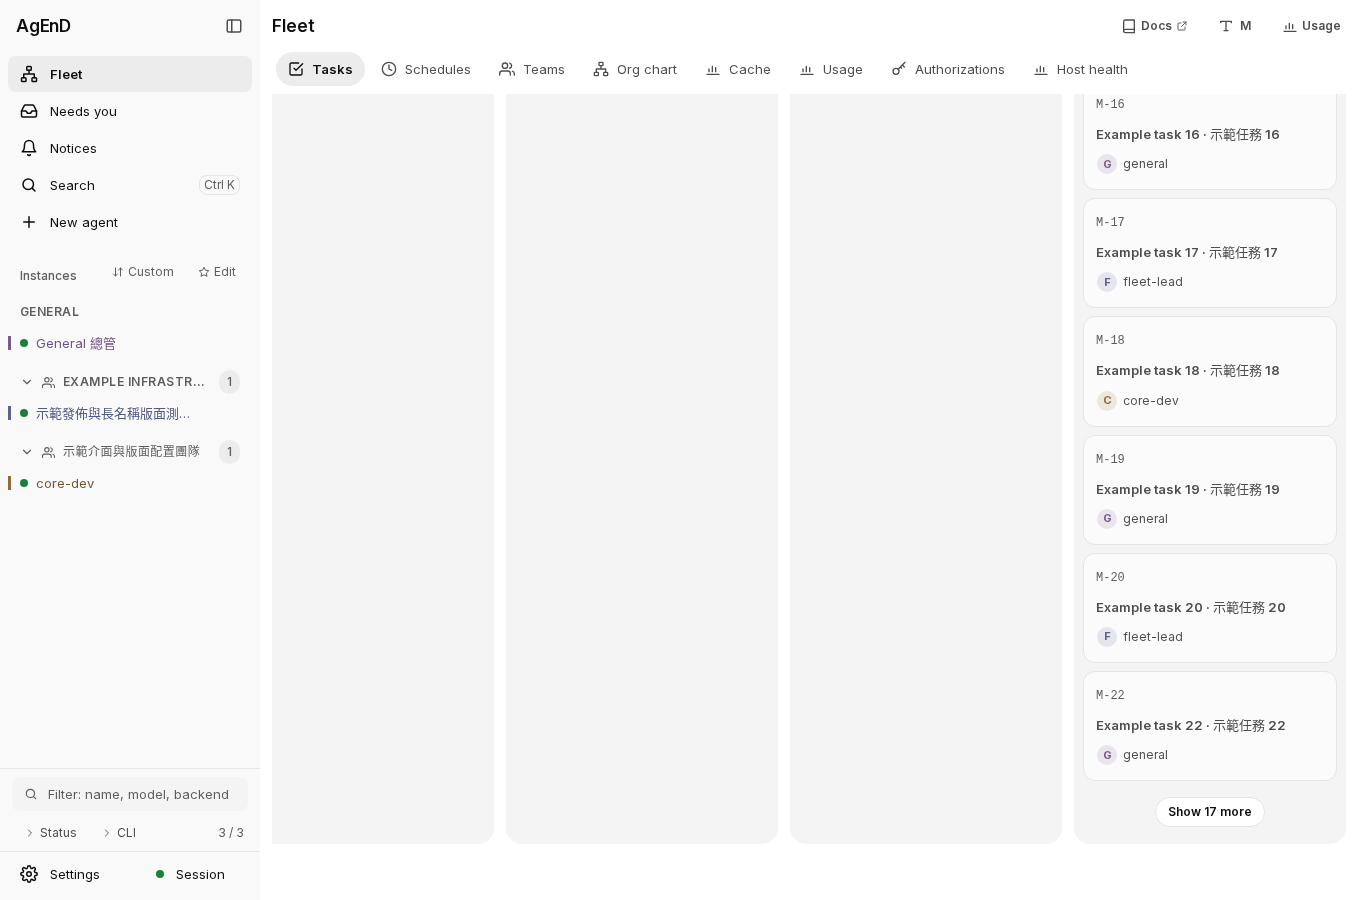 AgEnD
Fleet
Needs you
Notices
Search
Ctrl K
New agent
Instances
Custom
Edit
GENERAL
General 總管
EXAMPLE INFRASTR...
1
示範發佈與長名稱版面測...
示範介面與版面配置團隊
1
core-dev
Filter: name, model, backend
Status
CLI
3 / 3
Settings
Session
Fleet
Docs
M
Usage
Tasks
Schedules
Teams
Org chart
Cache
Usage
Authorizations
Host health
M-16
Example task 16 · 示範任務 16
G
general
M-17
Example task 17 · 示範任務 17
F
fleet-lead
M-18
Example task 18 · 示範任務 18
C
core-dev
M-19
Example task 19 · 示範任務 19
G
general
M-20
Example task 20 · 示範任務 20
F
fleet-lead
M-22
Example task 22 · 示範任務 22
G
general
Show 17 more